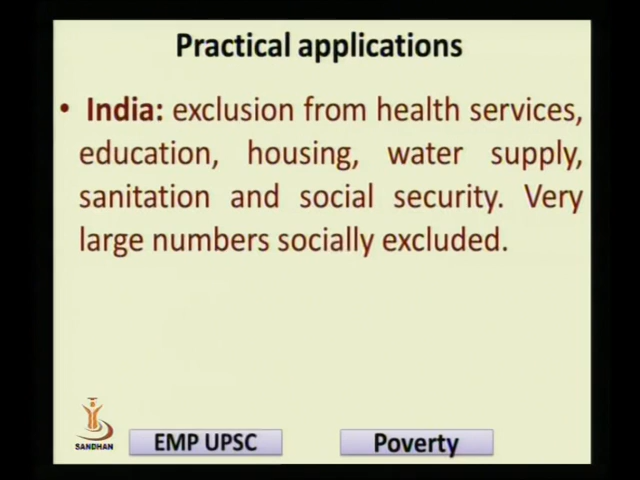 Practical applications
• India: exclusion from health services,
education, housing, water supply,
sanitation and social security. Very
large numbers socially excluded.
SANDHAN
EMP UPSC
Poverty